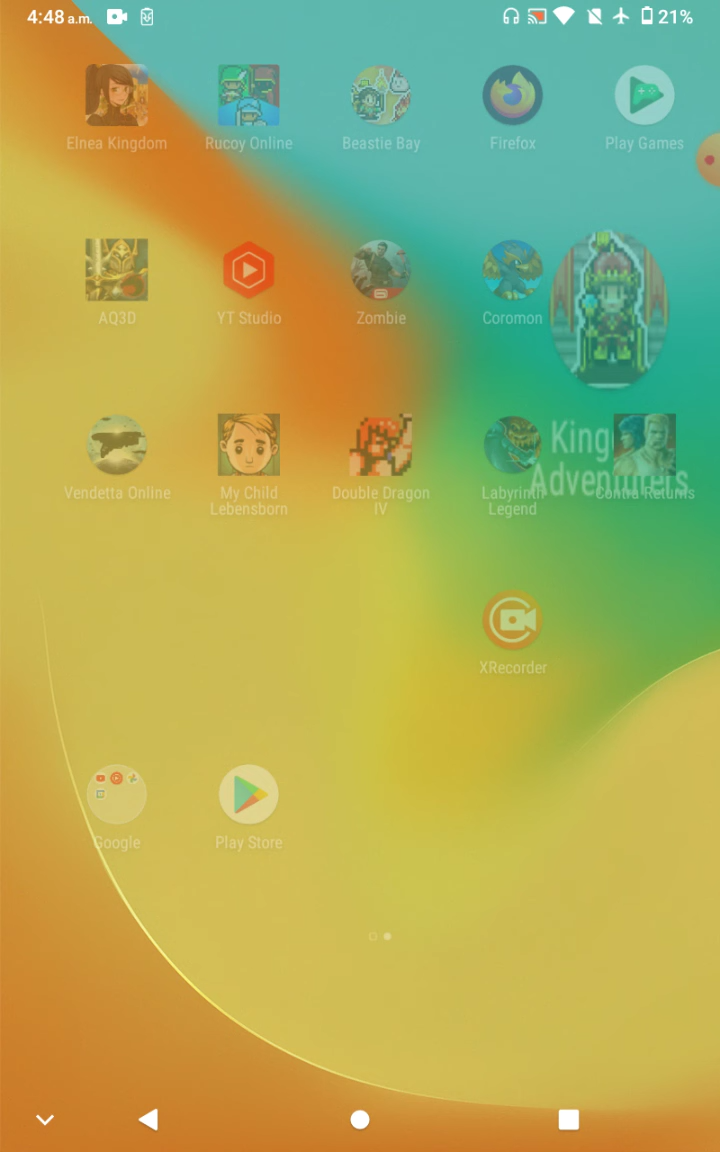 4:48 a.m.
21%
Elnea Kingdom
Rucoy Online
Beastie Bay
Firefox
Play Games
AQ3D
YT Studio
Zombie
Coromon
Vendetta Online
My Child
Lebensborn
Double Dragon
IV
Labyrinth
Legend
King
Adventurers
Contra Returns
XRecorder
Google
Play Store